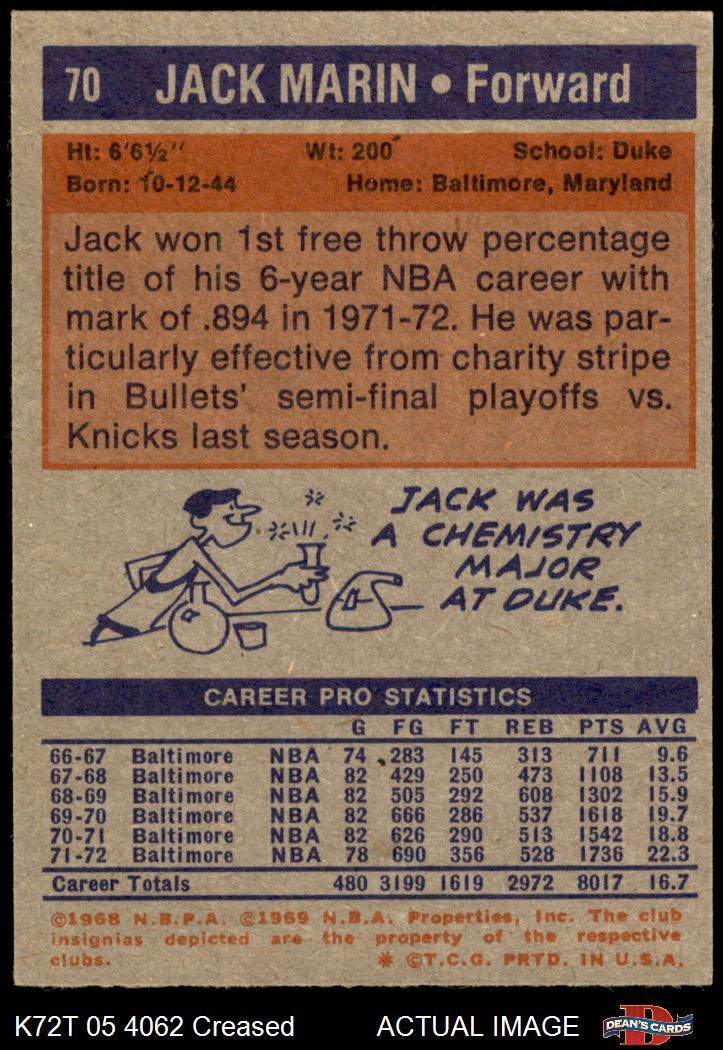 70 JACK MARIN • Forward
Ht: 6'6½" Wt: 200 School: Duke
Born: 10-12-44 Home: Baltimore, Maryland
Jack won 1st free throw percentage
title of his 6-year NBA career with
mark of .894 in 1971-72. He was par-
ticularly effective from charity stripe
in Bullets' semi-final playoffs vs.
Knicks last season.
JACK WAS
A CHEMISTRY
MAJOR
AT DUKE.
CAREER PRO STATISTICS
G FG FT REB PTS AVG
66-67 Baltimore NBA 74 283 145 313 711 9.6
67-68 Baltimore NBA 82 429 250 473 1108 13.5
68-69 Baltimore NBA 82 505 292 608 1302 15.9
69-70 Baltimore NBA 82 666 286 537 1618 19.7
70-71 Baltimore NBA 82 626 290 513 1542 18.8
71-72 Baltimore NBA 78 690 356 528 1736 22.3
Career Totals 480 3199 1619 2972 8017 16.7
©1968 N.B.P.A. ©1969 N.B.A. Properties, Inc. The club
insignias depicted are the property of the respective
clubs. * ©T.C.G. PRTD. IN U.S.A.
K72T 05 4062 Creased ACTUAL IMAGE DEAN'S CARDS